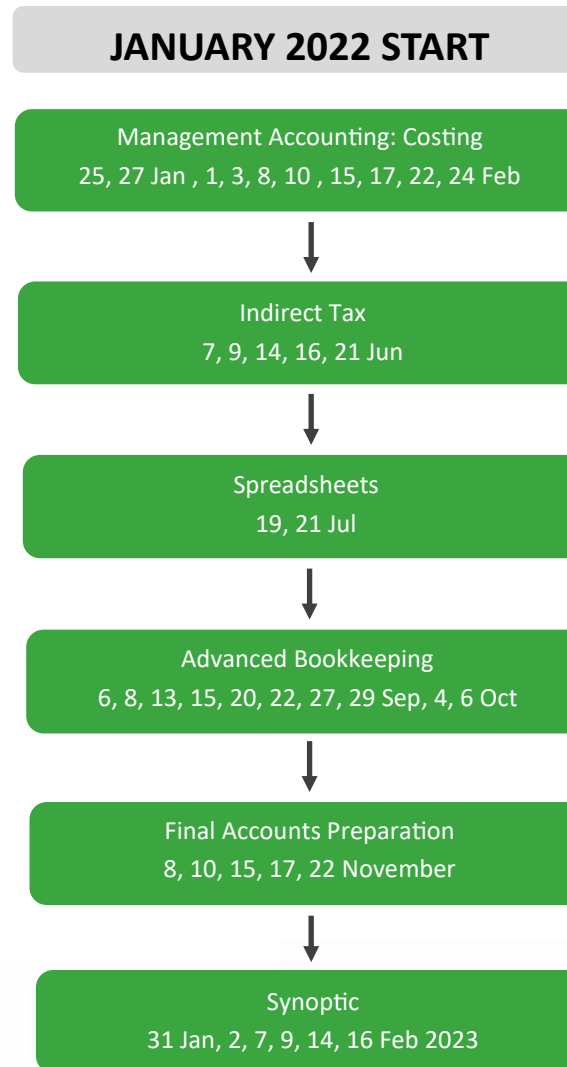 JANUARY 2022 START
Management Accounting: Costing
25, 27 Jan , 1, 3, 8, 10 , 15, 17, 22, 24 Feb
Indirect Tax
7, 9, 14, 16, 21 Jun
Spreadsheets
19, 21 Jul
Advanced Bookkeeping
6, 8, 13, 15, 20, 22, 27, 29 Sep, 4, 6 Oct
Final Accounts Preparation
8, 10, 15, 17, 22 November
Synoptic
31 Jan, 2, 7, 9, 14, 16 Feb 2023